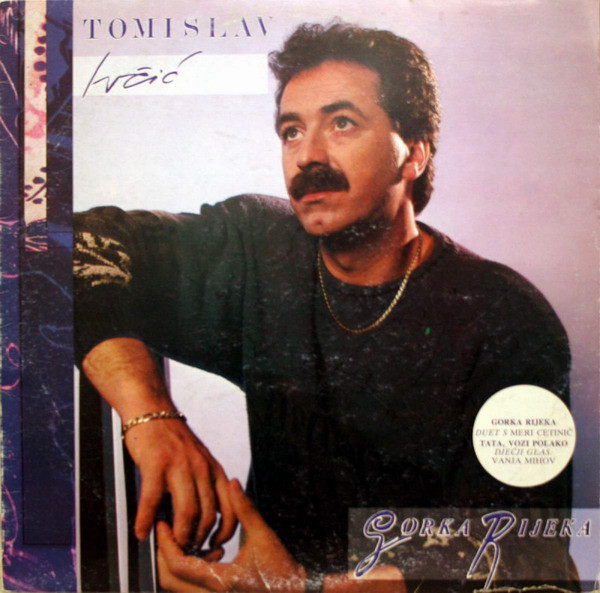 TOMISLAV
Ivčić
GORKA RIJEKA
DUET S MERI CETINIĆ
TATA, VOZI POLAKO
DJEČJI GLAS:
VANJA MIHOV
GORKA RIJEKA